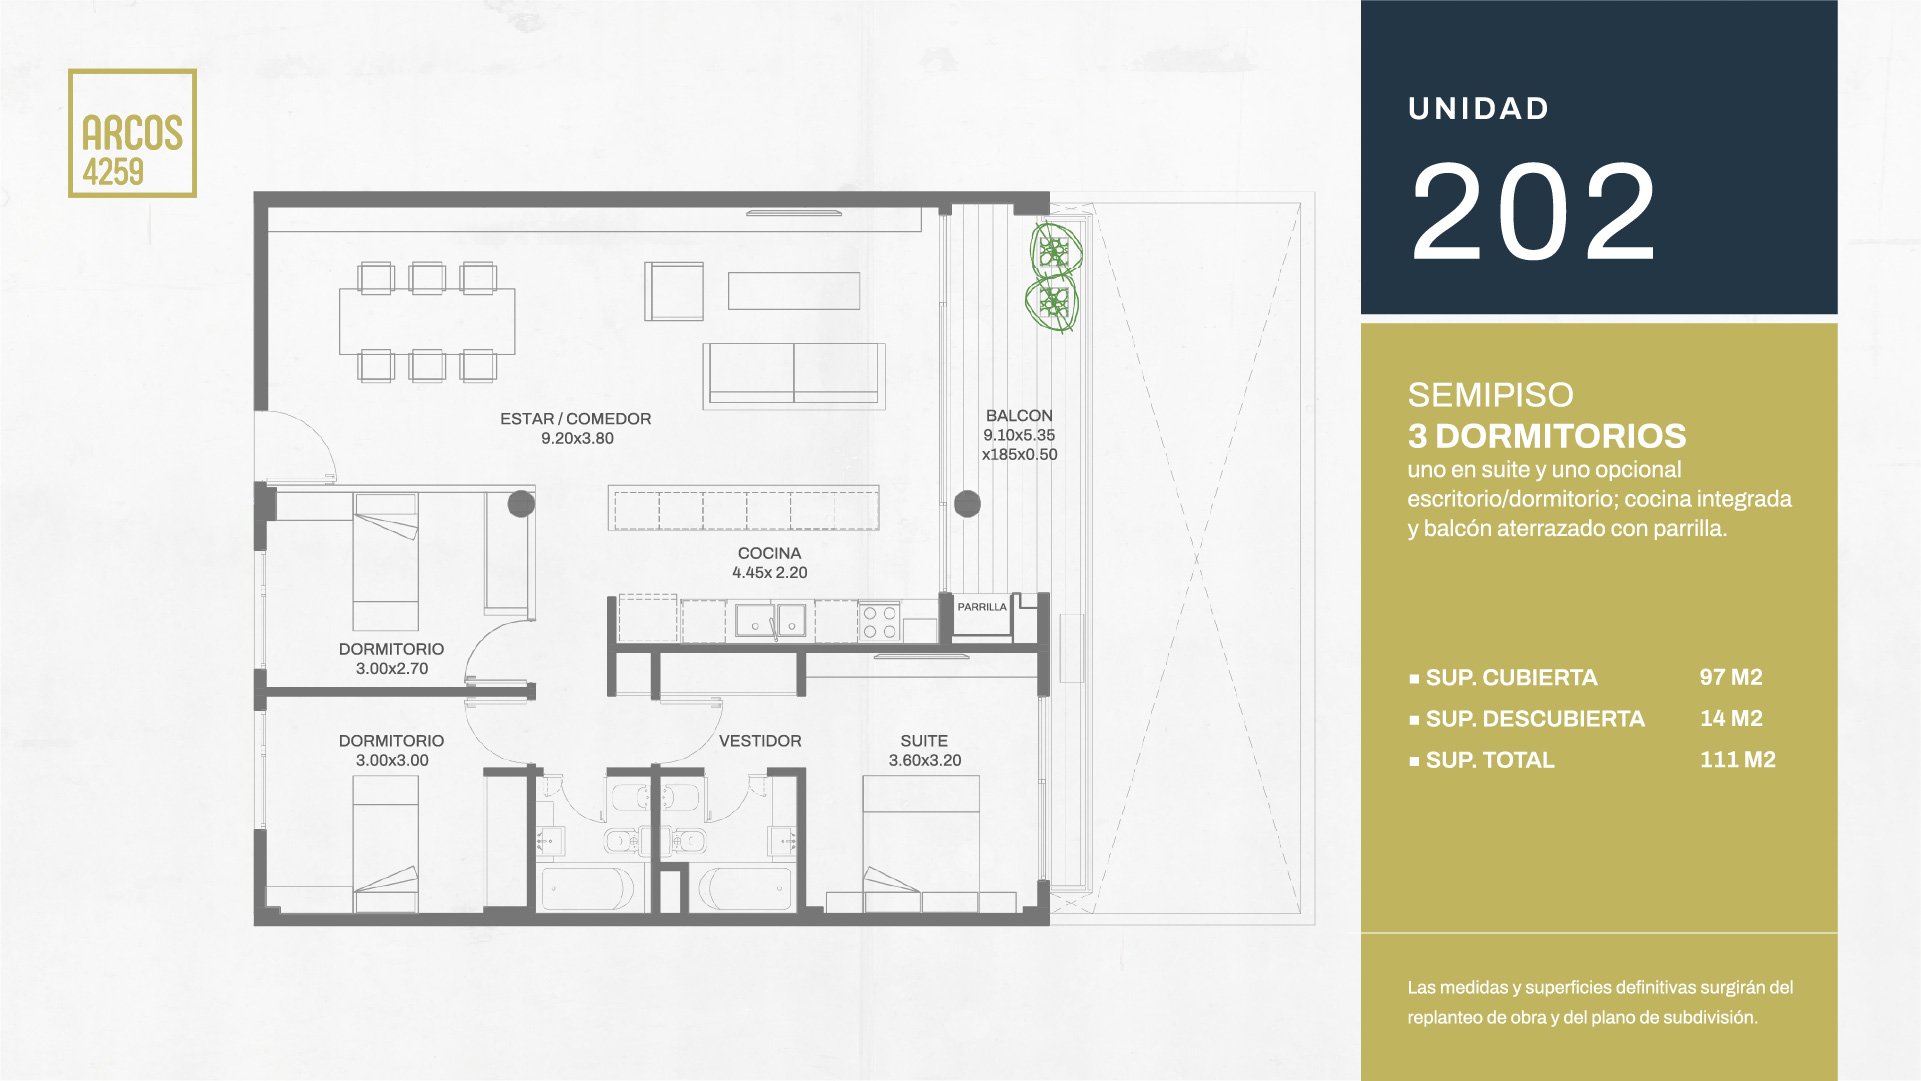 ARCOS
4259
ESTAR / COMEDOR
9.20x3.80
BALCON
9.10x5.35
x185x0.50
COCINA
4.45x 2.20
PARRILLA
DORMITORIO
3.00x2.70
DORMITORIO
3.00x3.00
VESTIDOR
SUITE
3.60x3.20
UNIDAD
202
SEMIPISO
3 DORMITORIOS
uno en suite y uno opcional
escritorio/dormitorio; cocina integrada
y balcón aterrazado con parrilla.
SUP. CUBIERTA 97 M2
SUP. DESCUBIERTA 14 M2
SUP. TOTAL 111 M2
Las medidas y superficies definitivas surgirán del
replanteo de obra y del plano de subdivisión.